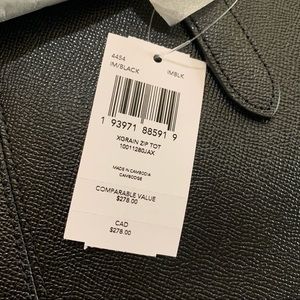 4454
IM/BLACK IMBLK
1 93971 88591 9
XGRAIN ZIP TOT
10011280JAX
MADE IN CAMBODIA
CAMBODGE
COMPARABLE VALUE
$278.00
CAD
$278.00